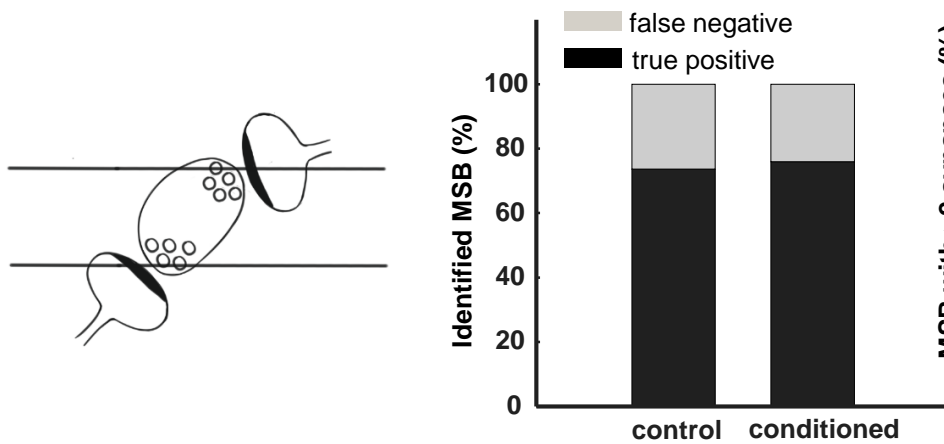 false negative
true positive
Identified MSB (%)
100
80
60
40
20
0
control
conditioned